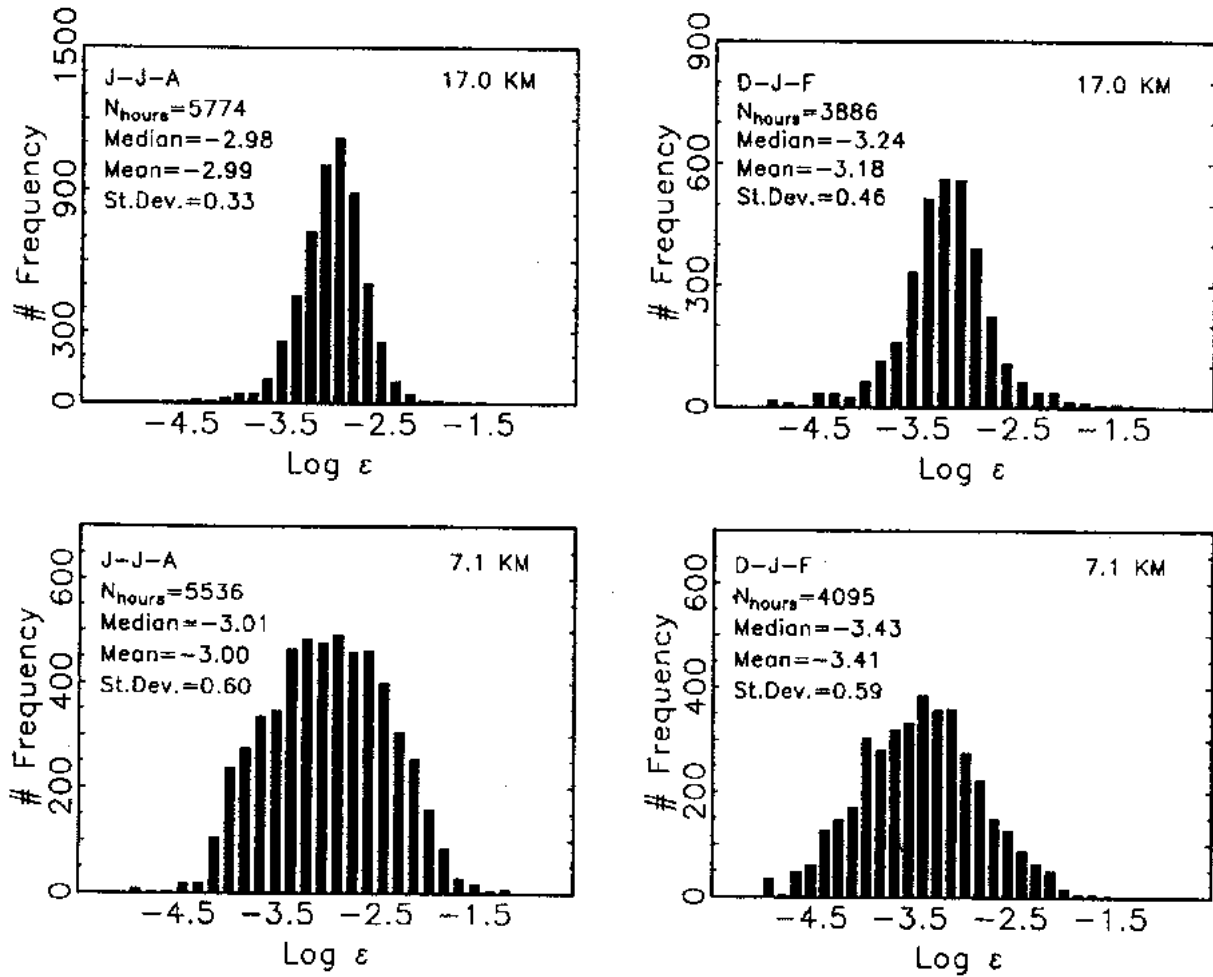 1500
900
300
0
# Frequency
J-J-A
17.0 KM
N_hours=5774
Median=-2.98
Mean=-2.99
St.Dev.=0.33
-4.5 -3.5 -2.5 -1.5
Log ε
900
600
300
0
# Frequency
D-J-F
17.0 KM
N_hours=3886
Median=-3.24
Mean=-3.18
St.Dev.=0.46
-4.5 -3.5 -2.5 -1.5
Log ε
600
400
200
0
# Frequency
J-J-A
7.1 KM
N_hours=5536
Median=-3.01
Mean=-3.00
St.Dev.=0.60
-4.5 -3.5 -2.5 -1.5
Log ε
600
400
200
0
# Frequency
D-J-F
7.1 KM
N_hours=4095
Median=-3.43
Mean=-3.41
St.Dev.=0.59
-4.5 -3.5 -2.5 -1.5
Log ε